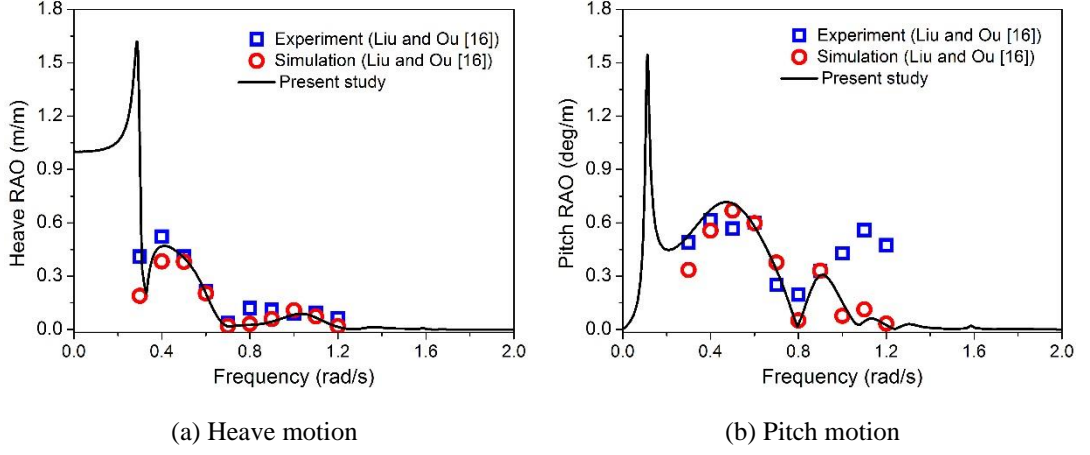 1.8
1.5
1.2
0.9
0.6
0.3
0.0
Heave RAO (m/m)
Experiment (Liu and Ou [16])
Simulation (Liu and Ou [16])
Present study
0.0 0.4 0.8 1.2 1.6 2.0
Frequency (rad/s)
(a) Heave motion
1.8
1.5
1.2
0.9
0.6
0.3
0.0
Pitch RAO (deg/m)
Experiment (Liu and Ou [16])
Simulation (Liu and Ou [16])
Present study
0.0 0.4 0.8 1.2 1.6 2.0
Frequency (rad/s)
(b) Pitch motion